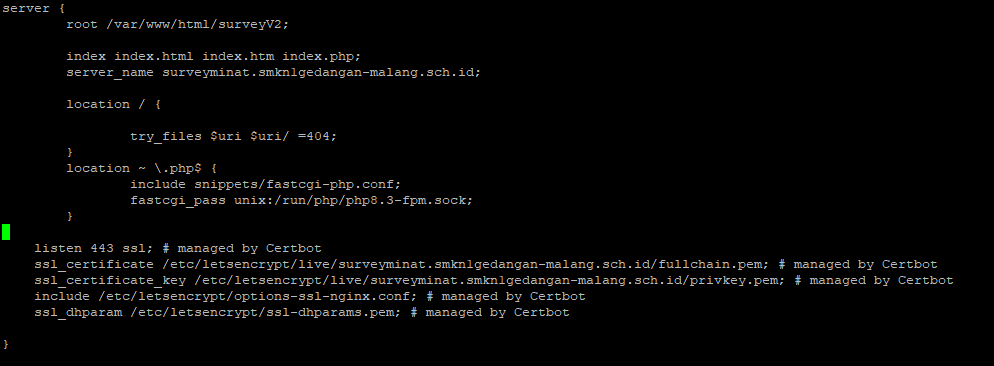 server {
root /var/www/html/surveyV2;
index index.html index.htm index.php;
server_name surveyminat.smkn1gedangan-malang.sch.id;
location / {
try_files $uri $uri/ =404;
}
location ~ \.php$ {
include snippets/fastcgi-php.conf;
fastcgi_pass unix:/run/php/php8.3-fpm.sock;
}
listen 443 ssl; # managed by Certbot
ssl_certificate /etc/letsencrypt/live/surveyminat.smkn1gedangan-malang.sch.id/fullchain.pem; # managed by Certbot
ssl_certificate_key /etc/letsencrypt/live/surveyminat.smkn1gedangan-malang.sch.id/privkey.pem; # managed by Certbot
include /etc/letsencrypt/options-ssl-nginx.conf; # managed by Certbot
ssl_dhparam /etc/letsencrypt/ssl-dhparams.pem; # managed by Certbot
}